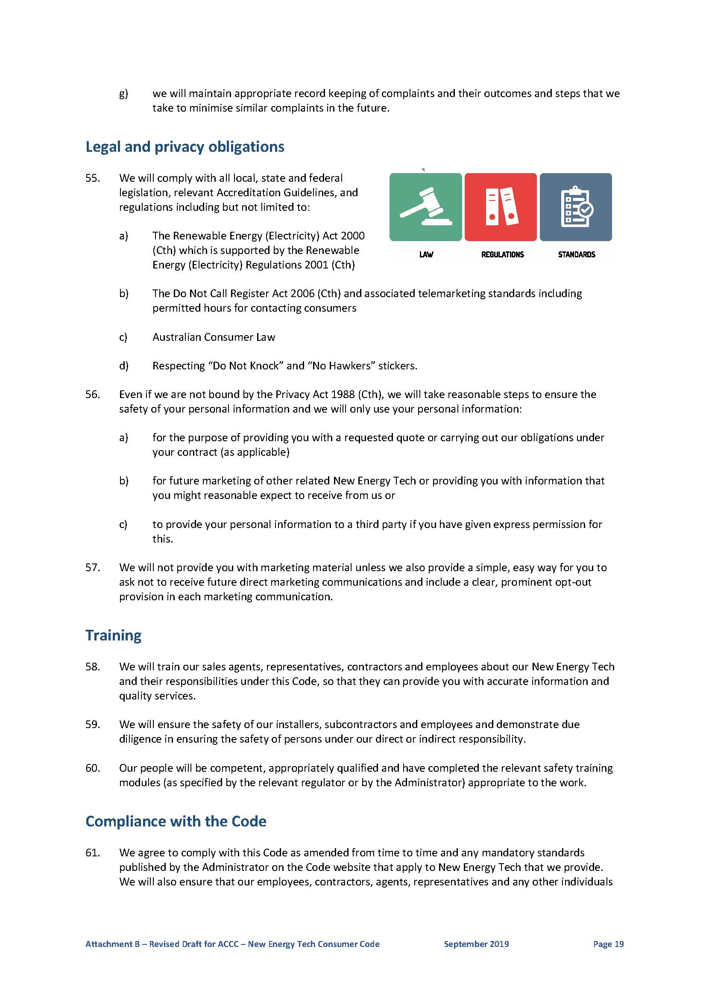 g) we will maintain appropriate record keeping of complaints and their outcomes and steps that we
take to minimise similar complaints in the future.
Legal and privacy obligations
55. We will comply with all local, state and federal
legislation, relevant Accreditation Guidelines, and
regulations including but not limited to:
a) The Renewable Energy (Electricity) Act 2000
(Cth) which is supported by the Renewable
Energy (Electricity) Regulations 2001 (Cth)
LAW REGULATIONS STANDARDS
b) The Do Not Call Register Act 2006 (Cth) and associated telemarketing standards including
permitted hours for contacting consumers
c) Australian Consumer Law
d) Respecting “Do Not Knock” and “No Hawkers” stickers.
56. Even if we are not bound by the Privacy Act 1988 (Cth), we will take reasonable steps to ensure the
safety of your personal information and we will only use your personal information:
a) for the purpose of providing you with a requested quote or carrying out our obligations under
your contract (as applicable)
b) for future marketing of other related New Energy Tech or providing you with information that
you might reasonable expect to receive from us or
c) to provide your personal information to a third party if you have given express permission for
this.
57. We will not provide you with marketing material unless we also provide a simple, easy way for you to
ask not to receive future direct marketing communications and include a clear, prominent opt-out
provision in each marketing communication.
Training
58. We will train our sales agents, representatives, contractors and employees about our New Energy Tech
and their responsibilities under this Code, so that they can provide you with accurate information and
quality services.
59. We will ensure the safety of our installers, subcontractors and employees and demonstrate due
diligence in ensuring the safety of persons under our direct or indirect responsibility.
60. Our people will be competent, appropriately qualified and have completed the relevant safety training
modules (as specified by the relevant regulator or by the Administrator) appropriate to the work.
Compliance with the Code
61. We agree to comply with this Code as amended from time to time and any mandatory standards
published by the Administrator on the Code website that apply to New Energy Tech that we provide.
We will also ensure that our employees, contractors, agents, representatives and any other individuals
Attachment B – Revised Draft for ACCC – New Energy Tech Consumer Code September 2019 Page 19